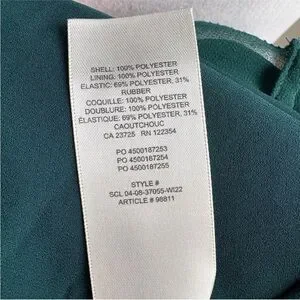 SHELL: 100% POLYESTER
LINING: 100% POLYESTER
ELASTIC: 69% POLYESTER, 31%
RUBBER
COQUILLE: 100% POLYESTER
DOUBLURE: 100% POLYESTER
ÉLASTIQUE: 69% POLYESTER, 31%
CAOUTCHOUC
CA 23725 RN 122354
PO 4500187253
PO 4500187254
PO 4500187255
STYLE #
SCL 04-08-37055-WI22
ARTICLE # 98811